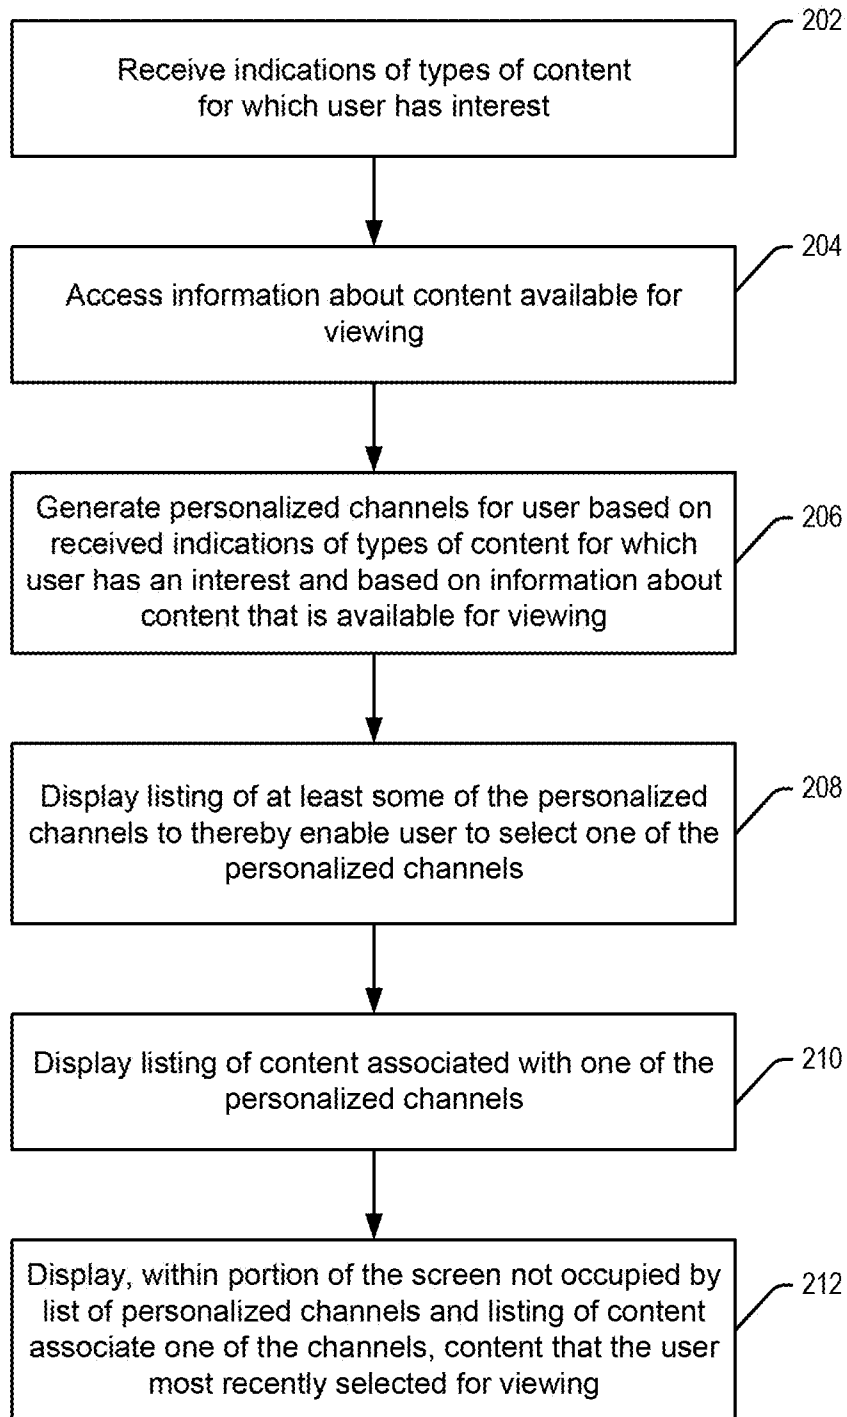 202
Receive indications of types of content
for which user has interest
204
Access information about content available for
viewing
206
Generate personalized channels for user based on
received indications of types of content for which
user has an interest and based on information about
content that is available for viewing
208
Display listing of at least some of the personalized
channels to thereby enable user to select one of the
personalized channels
210
Display listing of content associated with one of the
personalized channels
212
Display, within portion of the screen not occupied by
list of personalized channels and listing of content
associate one of the channels, content that the user
most recently selected for viewing